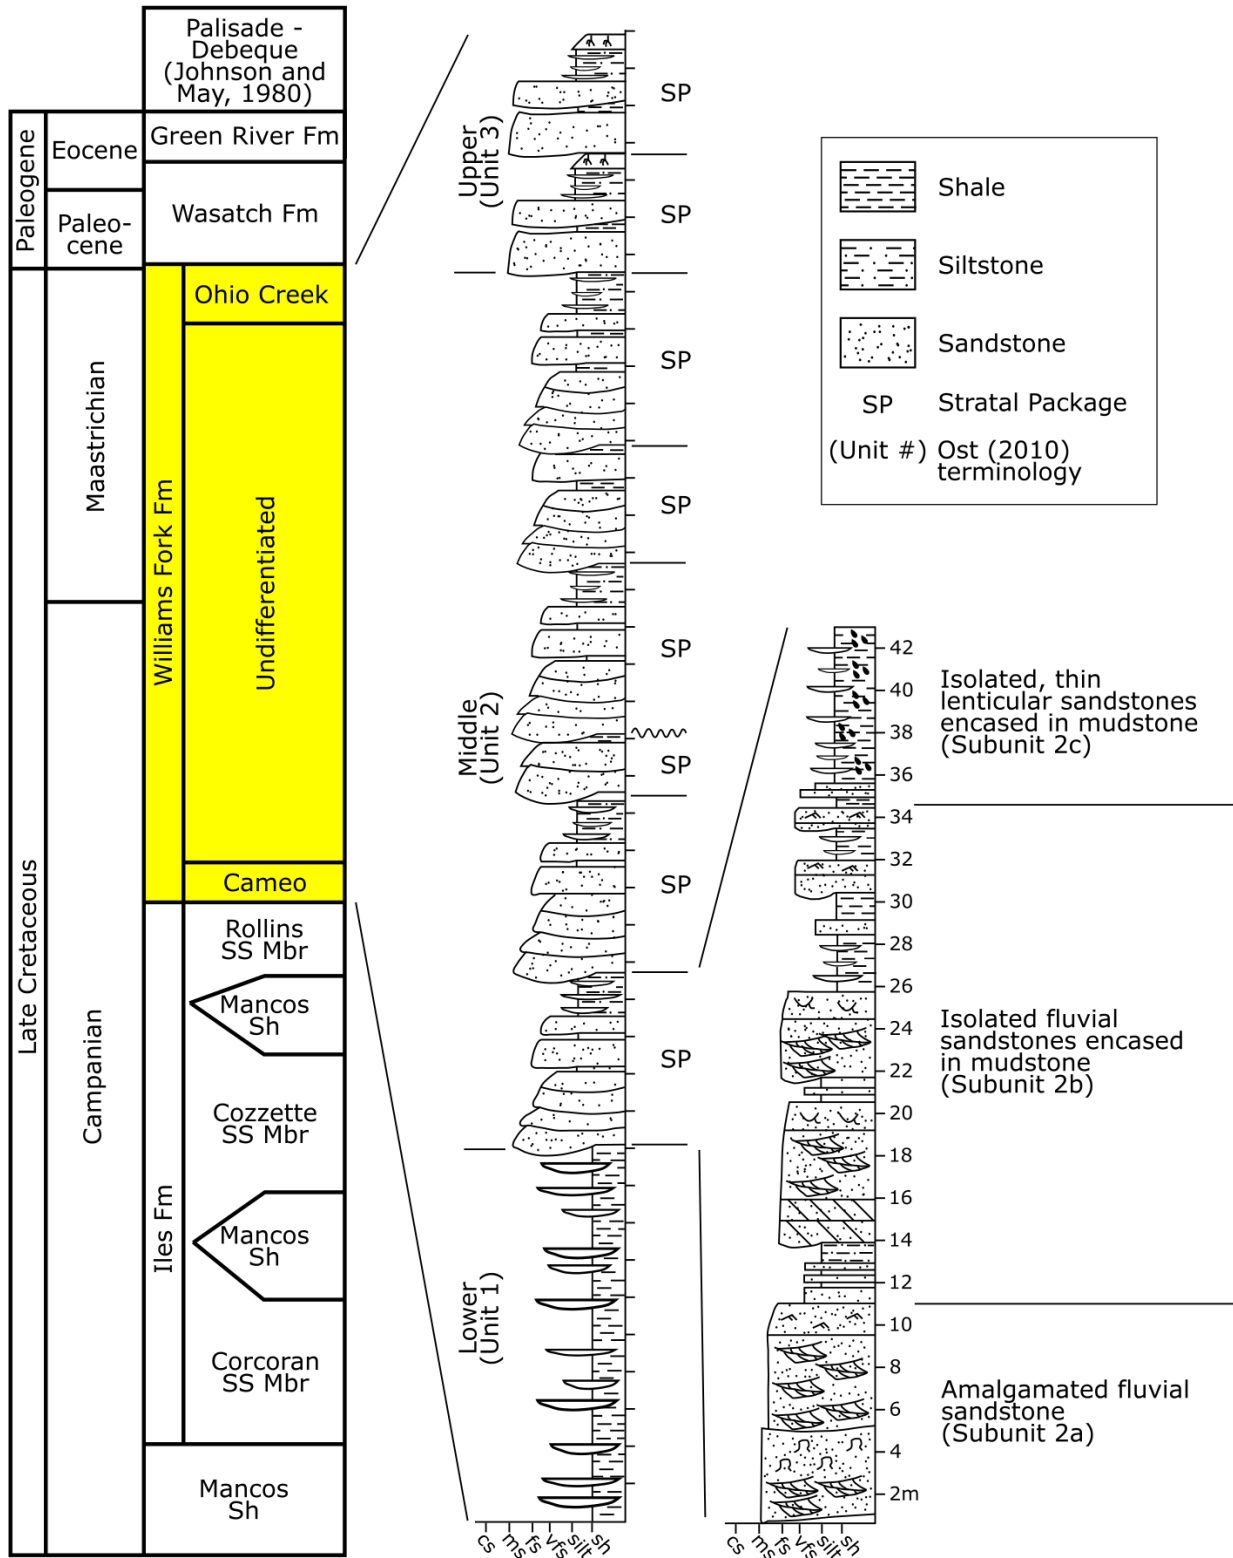 Palisade -
Debeque
(Johnson and
May, 1980)
Paleogene
Eocene
Green River Fm
Paleo-
cene
Wasatch Fm
Late Cretaceous
Maastrichian
Campanian
Williams Fork Fm
Ohio Creek
Undifferentiated
Cameo
Iles Fm
Rollins
SS Mbr
Mancos
Sh
Cozzette
SS Mbr
Mancos
Sh
Corcoran
SS Mbr
Mancos
Sh
Upper
(Unit 3)
Middle
(Unit 2)
Lower
(Unit 1)
SP
SP
SP
SP
SP
SP
SP
SP
cs ms fs vfs silt sh
Shale
Siltstone
Sandstone
SP Stratal Package
(Unit #) Ost (2010)
terminology
42
40
38
36
34
32
30
28
26
24
22
20
18
16
14
12
10
8
6
4
2m
cs ms fs vfs silt sh
Isolated, thin
lenticular sandstones
encased in mudstone
(Subunit 2c)
Isolated fluvial
sandstones encased
in mudstone
(Subunit 2b)
Amalgamated fluvial
sandstone
(Subunit 2a)